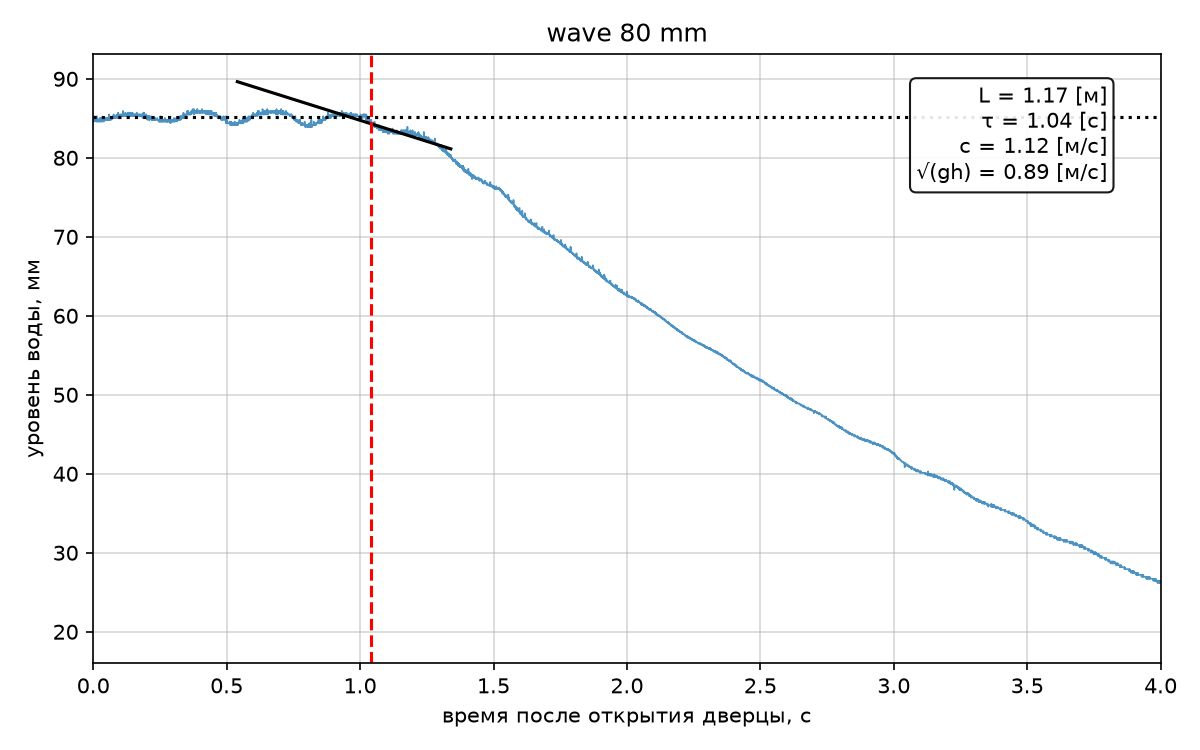 wave 80 mm
L = 1.17 [м]
τ = 1.04 [с]
c = 1.12 [м/с]
√(gh) = 0.89 [м/с]
уровень воды, мм
90
80
70
60
50
40
30
20
0.0 0.5 1.0 1.5 2.0 2.5 3.0 3.5 4.0
время после открытия дверцы, с